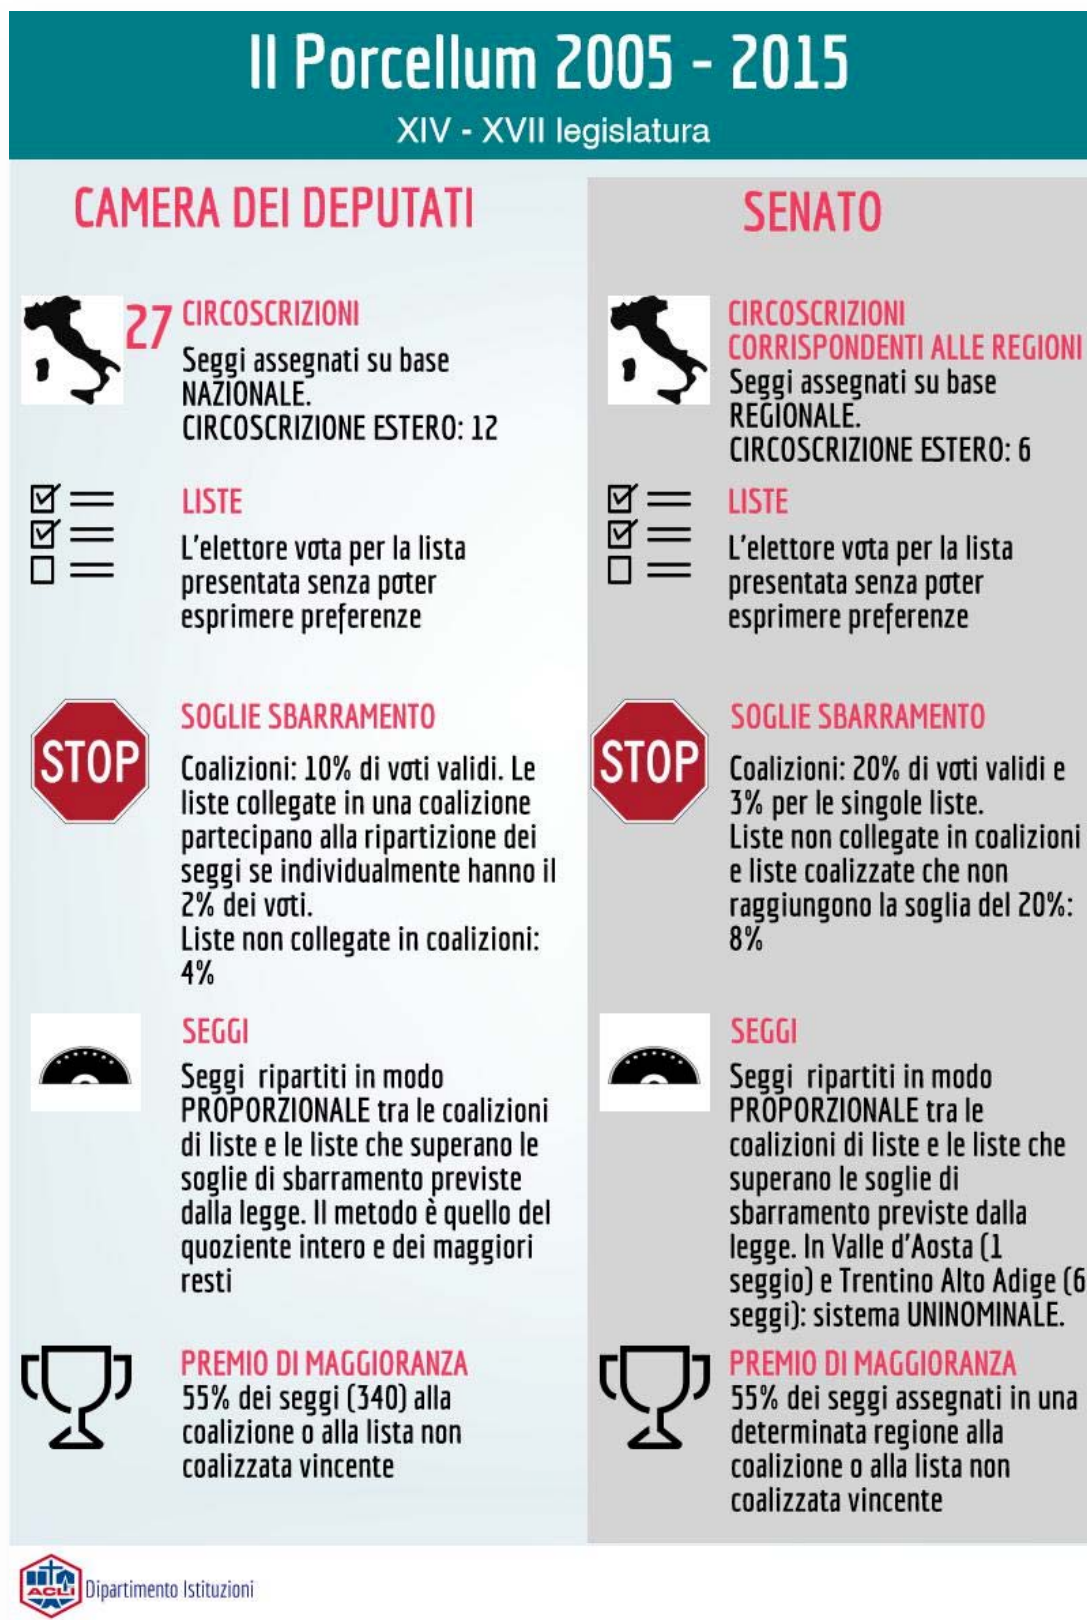 Il Porcellum 2005 - 2015
XIV - XVII legislatura
CAMERA DEI DEPUTATI
27 CIRCOSCRIZIONI
Seggi assegnati su base
NAZIONALE.
CIRCOSCRIZIONE ESTERO: 12
LISTE
L'elettore vota per la lista
presentata senza poter
esprimere preferenze
STOP
SOGLIE SBARRAMENTO
Coalizioni: 10% di voti validi. Le
liste collegate in una coalizione
partecipano alla ripartizione dei
seggi se individualmente hanno il
2% dei voti.
Liste non collegate in coalizioni:
4%
SEGGI
Seggi ripartiti in modo
PROPORZIONALE tra le coalizioni
di liste e le liste che superano le
soglie di sbarramento previste
dalla legge. Il metodo è quello del
quoziente intero e dei maggiori
resti
PREMIO DI MAGGIORANZA
55% dei seggi (340) alla
coalizione o alla lista non
coalizzata vincente
SENATO
CIRCOSCRIZIONI
CORRISPONDENTI ALLE REGIONI
Seggi assegnati su base
REGIONALE.
CIRCOSCRIZIONE ESTERO: 6
LISTE
L'elettore vota per la lista
presentata senza poter
esprimere preferenze
STOP
SOGLIE SBARRAMENTO
Coalizioni: 20% di voti validi e
3% per le singole liste.
Liste non collegate in coalizioni
e liste coalizzate che non
raggiungono la soglia del 20%:
8%
SEGGI
Seggi ripartiti in modo
PROPORZIONALE tra le
coalizioni di liste e le liste che
superano le soglie di
sbarramento previste dalla
legge. In Valle d'Aosta (1
seggio) e Trentino Alto Adige (6
seggi): sistema UNINOMINALE.
PREMIO DI MAGGIORANZA
55% dei seggi assegnati in una
determinata regione alla
coalizione o alla lista non
coalizzata vincente
ACLI Dipartimento Istituzioni